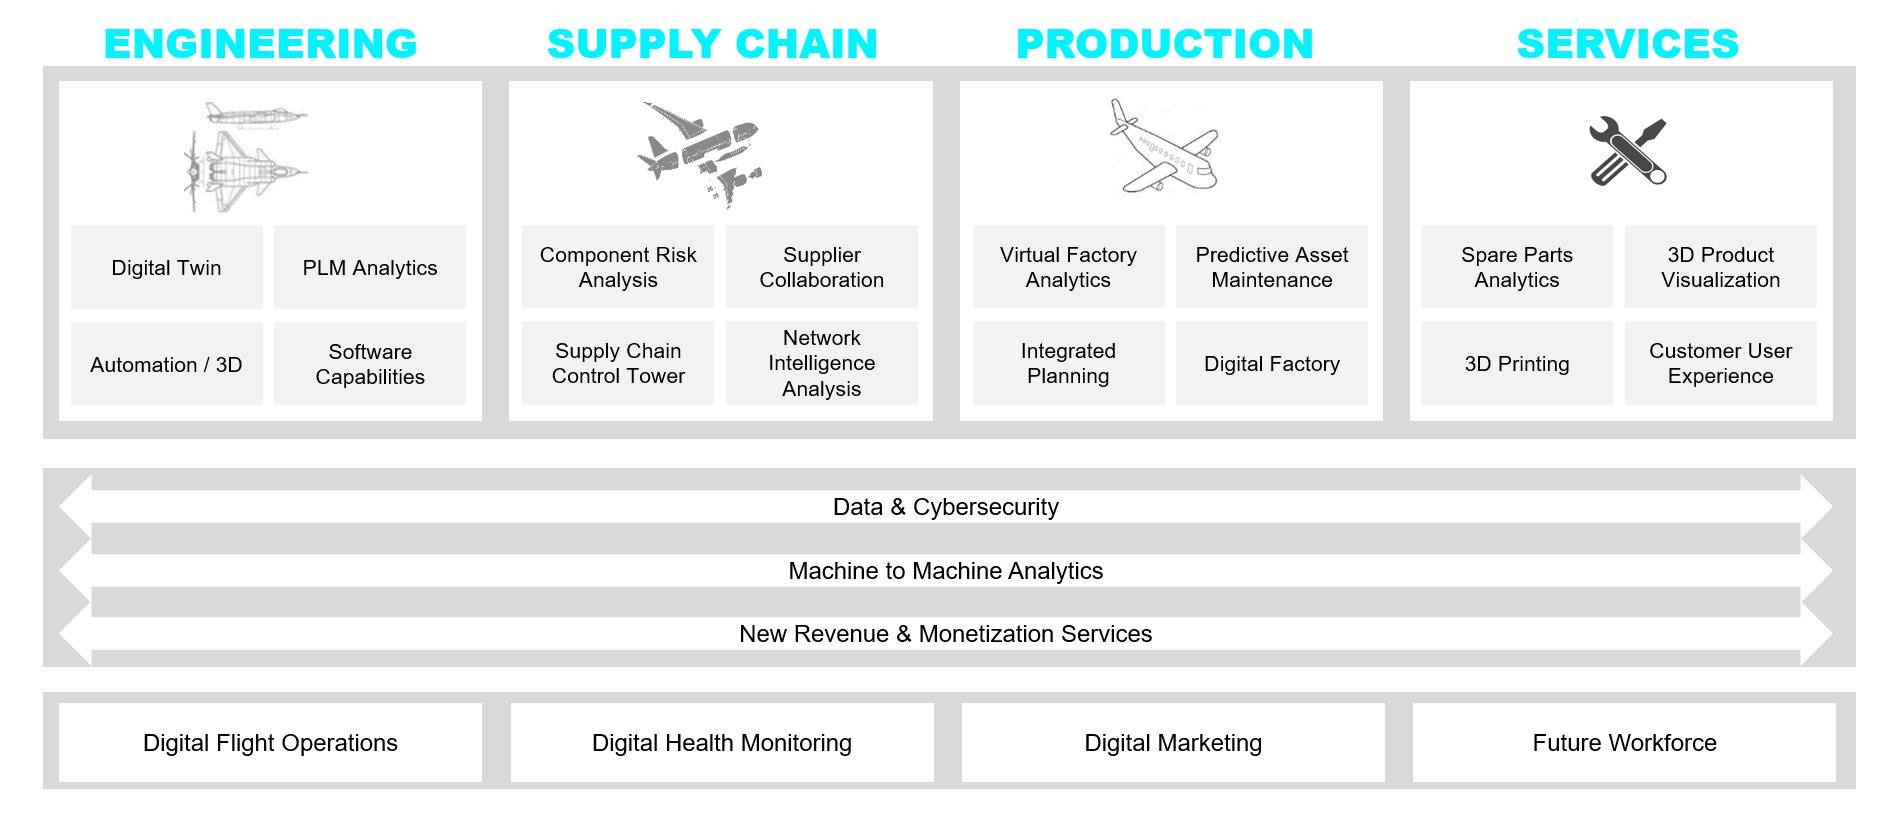 ENGINEERING
SUPPLY CHAIN
PRODUCTION
SERVICES
Digital Twin
PLM Analytics
Automation / 3D
Software
Capabilities
Component Risk
Analysis
Supplier
Collaboration
Supply Chain
Control Tower
Network
Intelligence
Analysis
Virtual Factory
Analytics
Predictive Asset
Maintenance
Integrated
Planning
Digital Factory
Spare Parts
Analytics
3D Product
Visualization
3D Printing
Customer User
Experience
Data & Cybersecurity
Machine to Machine Analytics
New Revenue & Monetization Services
Digital Flight Operations
Digital Health Monitoring
Digital Marketing
Future Workforce